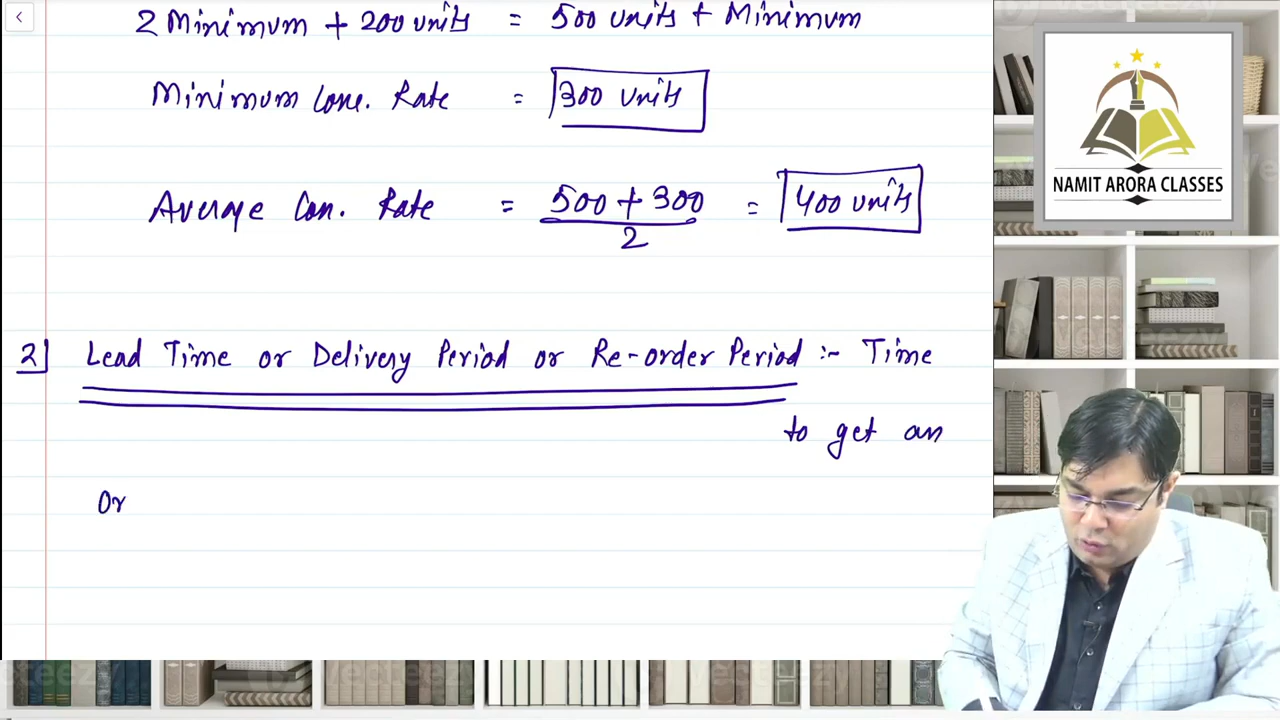 2 Minimum + 200 units = 500 units + Minimum
Minimum Con. Rate = 300 units
Average Con. Rate = 500 + 300 = 400 units
2
2] Lead Time or Delivery Period or Re-order Period :- Time
to get an
Or
NAMIT ARORA CLASSES